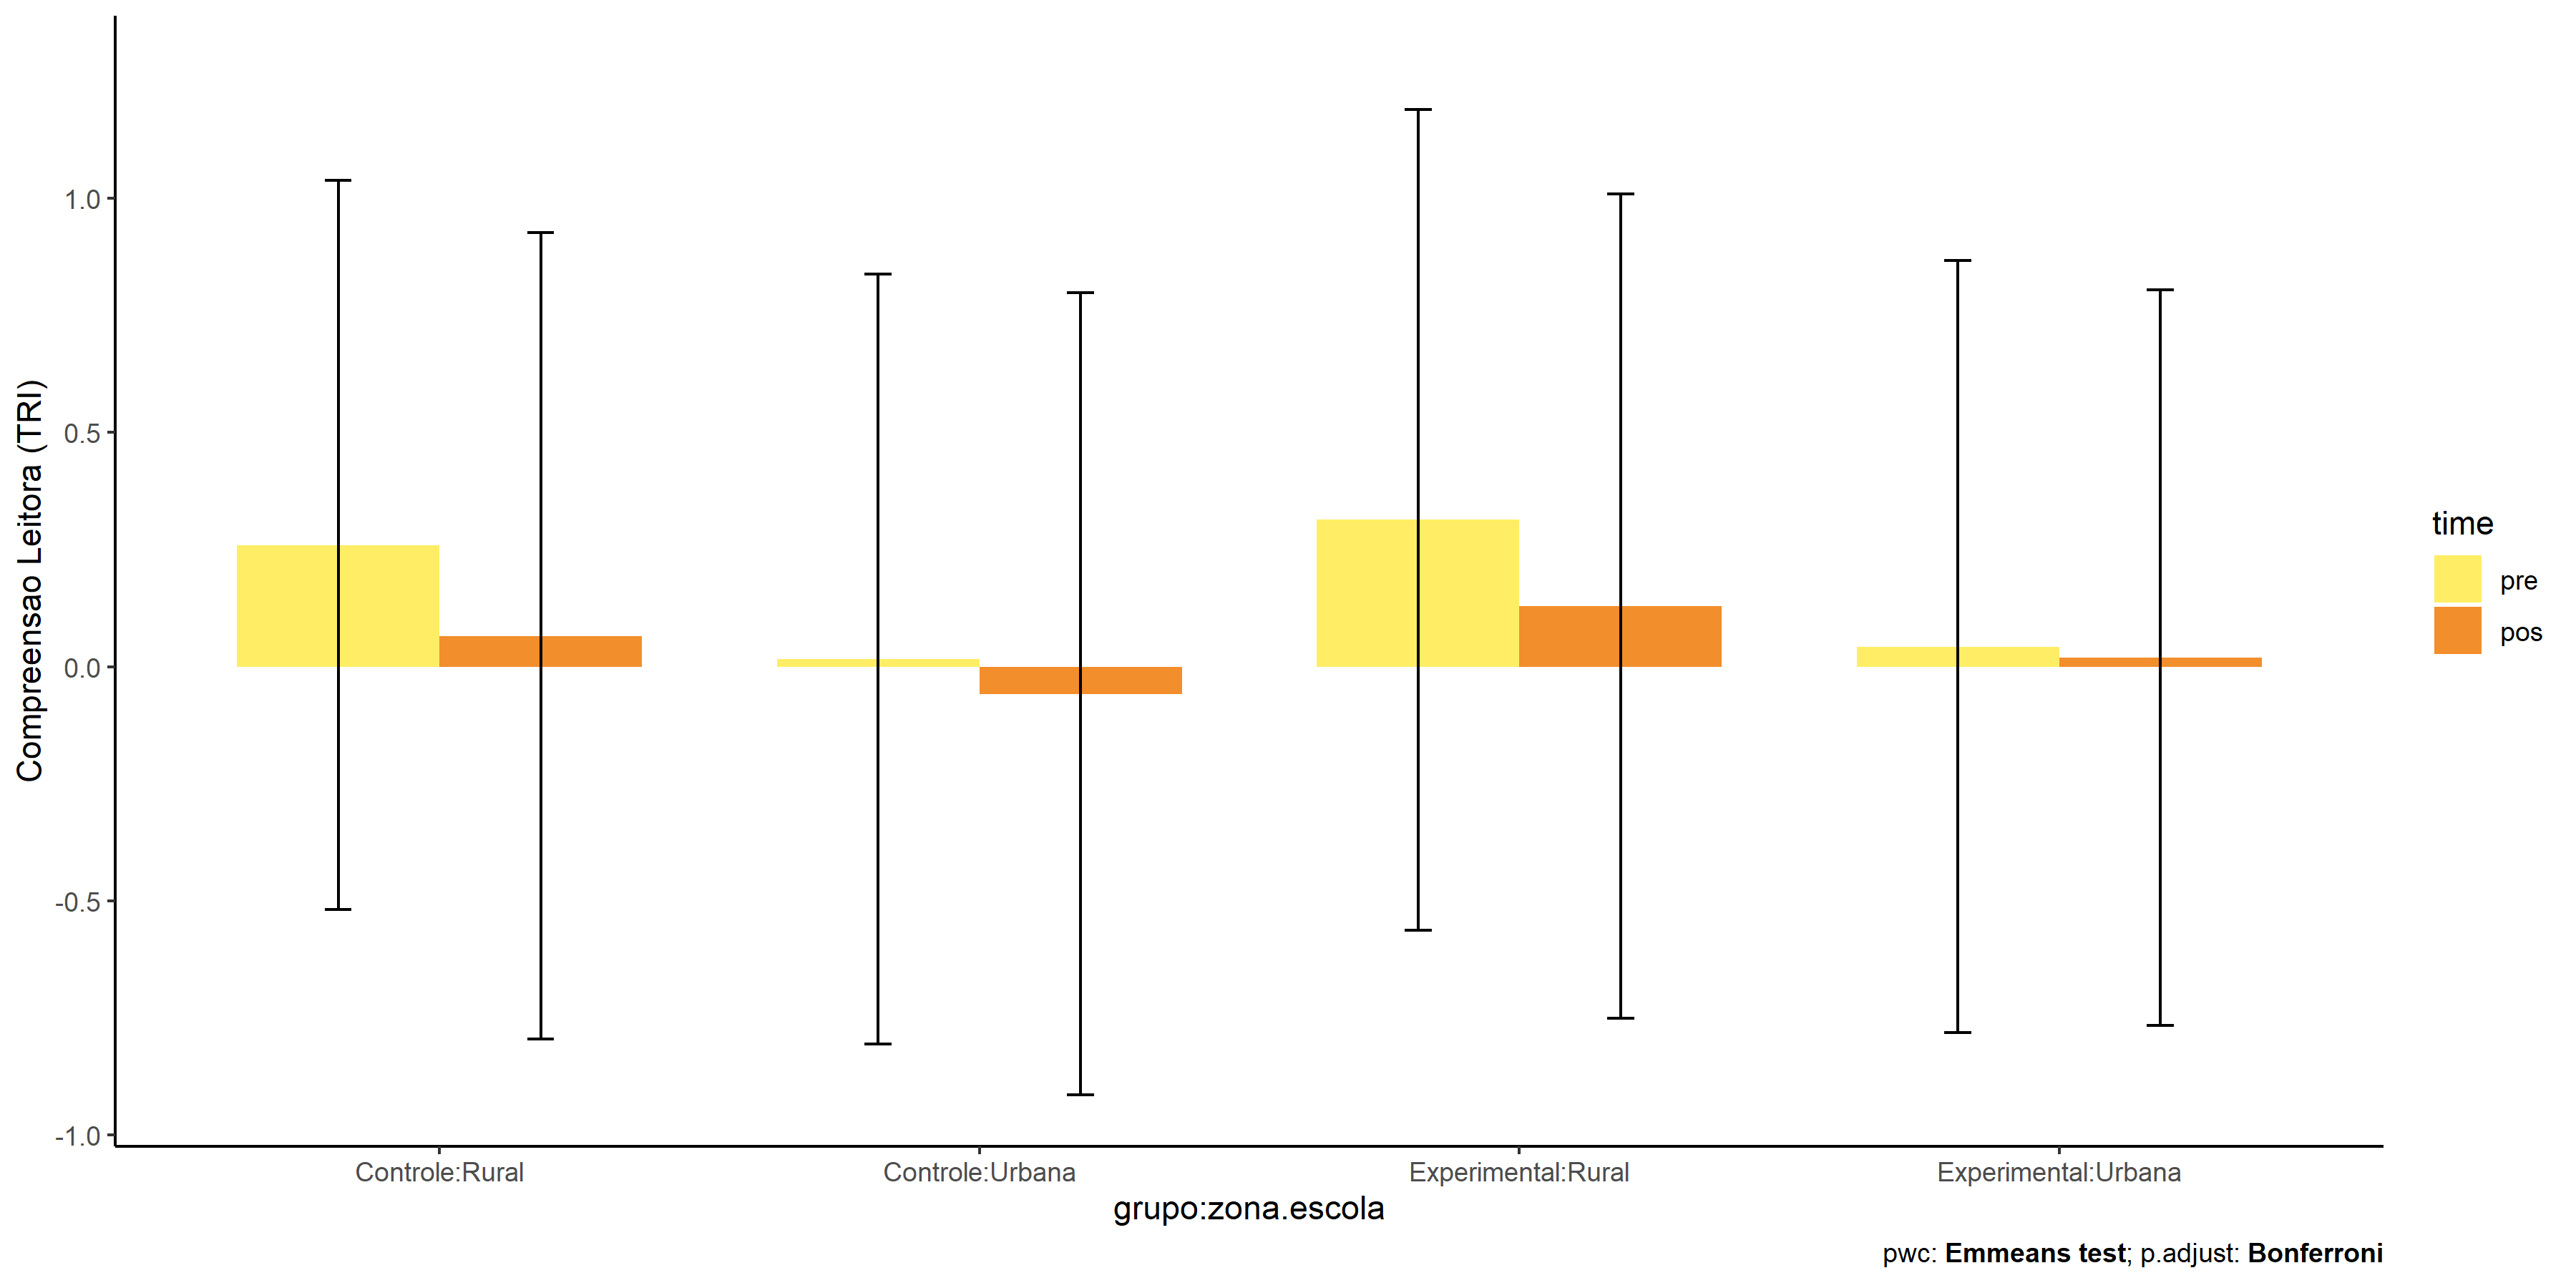 Compreensao Leitora (TRI)
1.0
0.5
0.0
-0.5
-1.0
Controle:Rural
Controle:Urbana
Experimental:Rural
Experimental:Urbana
grupo:zona.escola
time
pre
pos
pwc: Emmeans test; p.adjust: Bonferroni